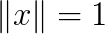 ‖x‖ = 1